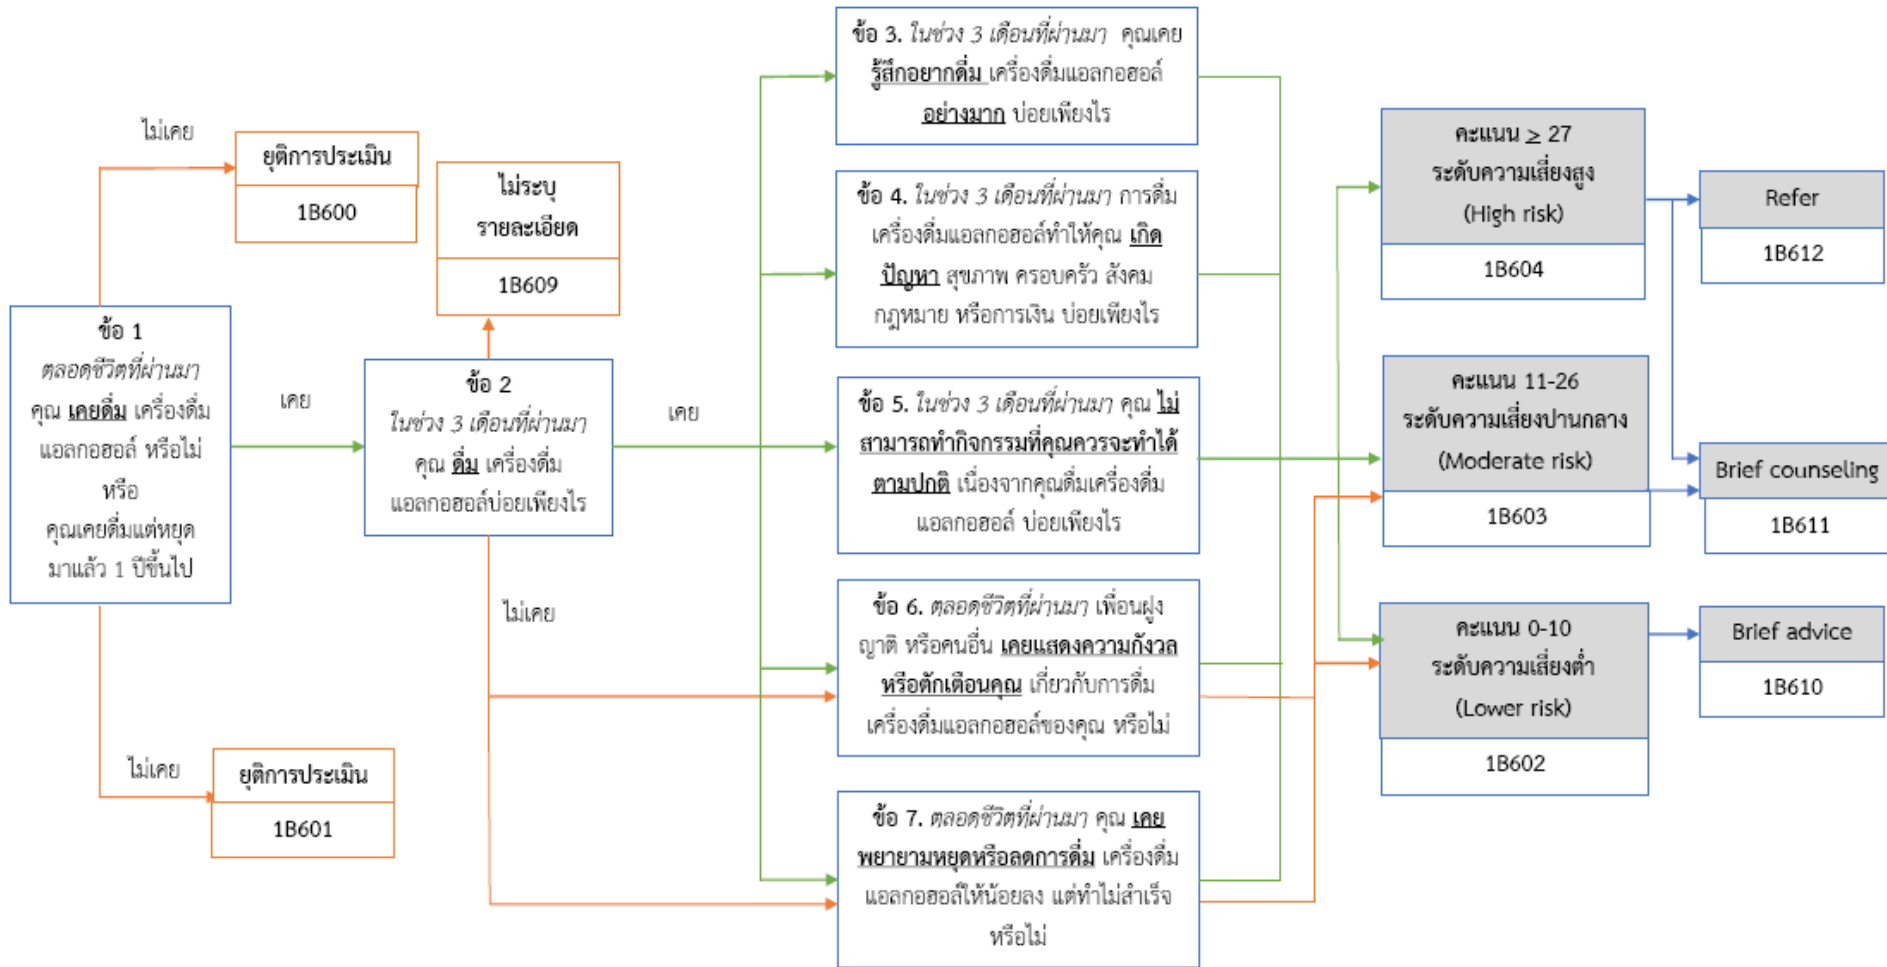 ไม่เคย
ยุติการประเมิน
1B600
ไม่ระบุ
รายละเอียด
1B609
ข้อ 1
ตลอดชีวิตที่ผ่านมา
คุณ เคยดื่ม เครื่องดื่ม
แอลกอฮอล์ หรือไม่
หรือ
คุณเคยดื่มแต่หยุด
มาแล้ว 1 ปีขึ้นไป
เคย
ไม่เคย
ยุติการประเมิน
1B601
ข้อ 2
ในช่วง 3 เดือนที่ผ่านมา
คุณ ดื่ม เครื่องดื่ม
แอลกอฮอล์บ่อยเพียงไร
เคย
ไม่เคย
ข้อ 3. ในช่วง 3 เดือนที่ผ่านมา คุณเคย
รู้สึกอยากดื่ม เครื่องดื่มแอลกอฮอล์
อย่างมาก บ่อยเพียงไร
ข้อ 4. ในช่วง 3 เดือนที่ผ่านมา การดื่ม
เครื่องดื่มแอลกอฮอล์ทำให้คุณ เกิด
ปัญหา สุขภาพ ครอบครัว สังคม
กฎหมาย หรือการเงิน บ่อยเพียงไร
ข้อ 5. ในช่วง 3 เดือนที่ผ่านมา คุณ ไม่
สามารถทำกิจกรรมที่คุณควรจะทำได้
ตามปกติ เนื่องจากคุณดื่มเครื่องดื่ม
แอลกอฮอล์ บ่อยเพียงไร
ข้อ 6. ตลอดชีวิตที่ผ่านมา เพื่อนฝูง
ญาติ หรือคนอื่น เคยแสดงความกังวล
หรือตักเตือนคุณ เกี่ยวกับการดื่ม
เครื่องดื่มแอลกอฮอล์ของคุณ หรือไม่
ข้อ 7. ตลอดชีวิตที่ผ่านมา คุณ เคย
พยายามหยุดหรือลดการดื่ม เครื่องดื่ม
แอลกอฮอล์ให้น้อยลง แต่ทำไม่สำเร็จ
หรือไม่
คะแนน ≥ 27
ระดับความเสี่ยงสูง
(High risk)
1B604
คะแนน 11-26
ระดับความเสี่ยงปานกลาง
(Moderate risk)
1B603
คะแนน 0-10
ระดับความเสี่ยงต่ำ
(Lower risk)
1B602
Refer
1B612
Brief counseling
1B611
Brief advice
1B610